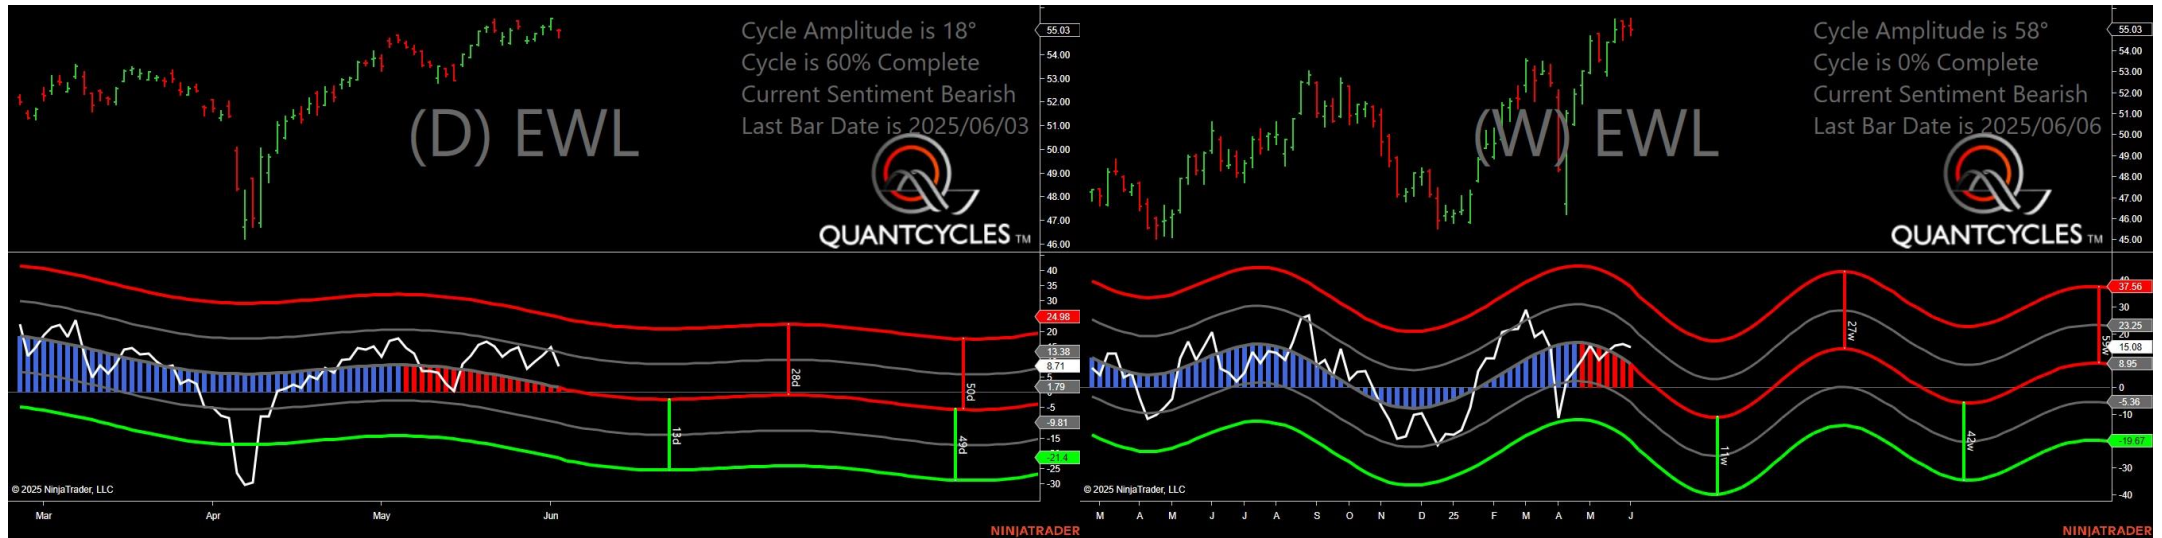 Cycle Amplitude is 18°
Cycle is 60% Complete
Current Sentiment Bearish
Last Bar Date is 2025/06/03
(D) EWL
QUANTCYCLES TM
55.03
54.00
53.00
52.00
51.00
50.00
49.00
48.00
47.00
46.00
40
35
30
24.98
20
13.38
8.71
5
1.79
-5
-9.81
-15
-21.4
-25
-30
28d
50d
13d
49d
© 2025 NinjaTrader, LLC
Mar
Apr
May
Jun
NINJATRADER
Cycle Amplitude is 58°
Cycle is 0% Complete
Current Sentiment Bearish
Last Bar Date is 2025/06/06
(W) EWL
QUANTCYCLES TM
55.03
54.00
53.00
52.00
51.00
50.00
49.00
48.00
47.00
46.00
45.00
40
37.56
30
23.25
20
15.08
8.95
0
-5.36
-10
-19.67
-30
-40
27w
59w
11w
42w
© 2025 NinjaTrader, LLC
M A M J J A S O N D 25 F M A M J
NINJATRADER